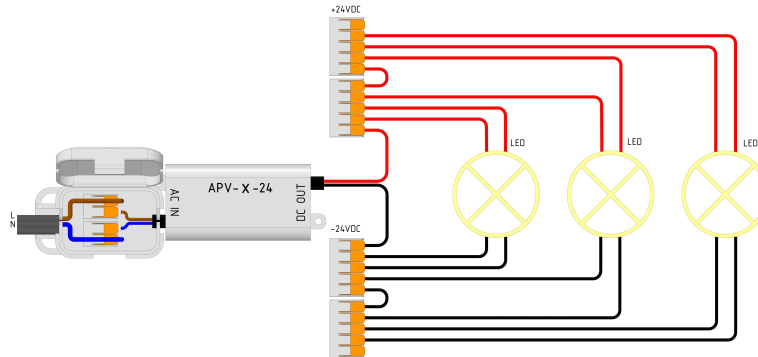 +24VDC
LED
LED
LED
L
N
AC IN
APV-X-24
DC OUT
-24VDC